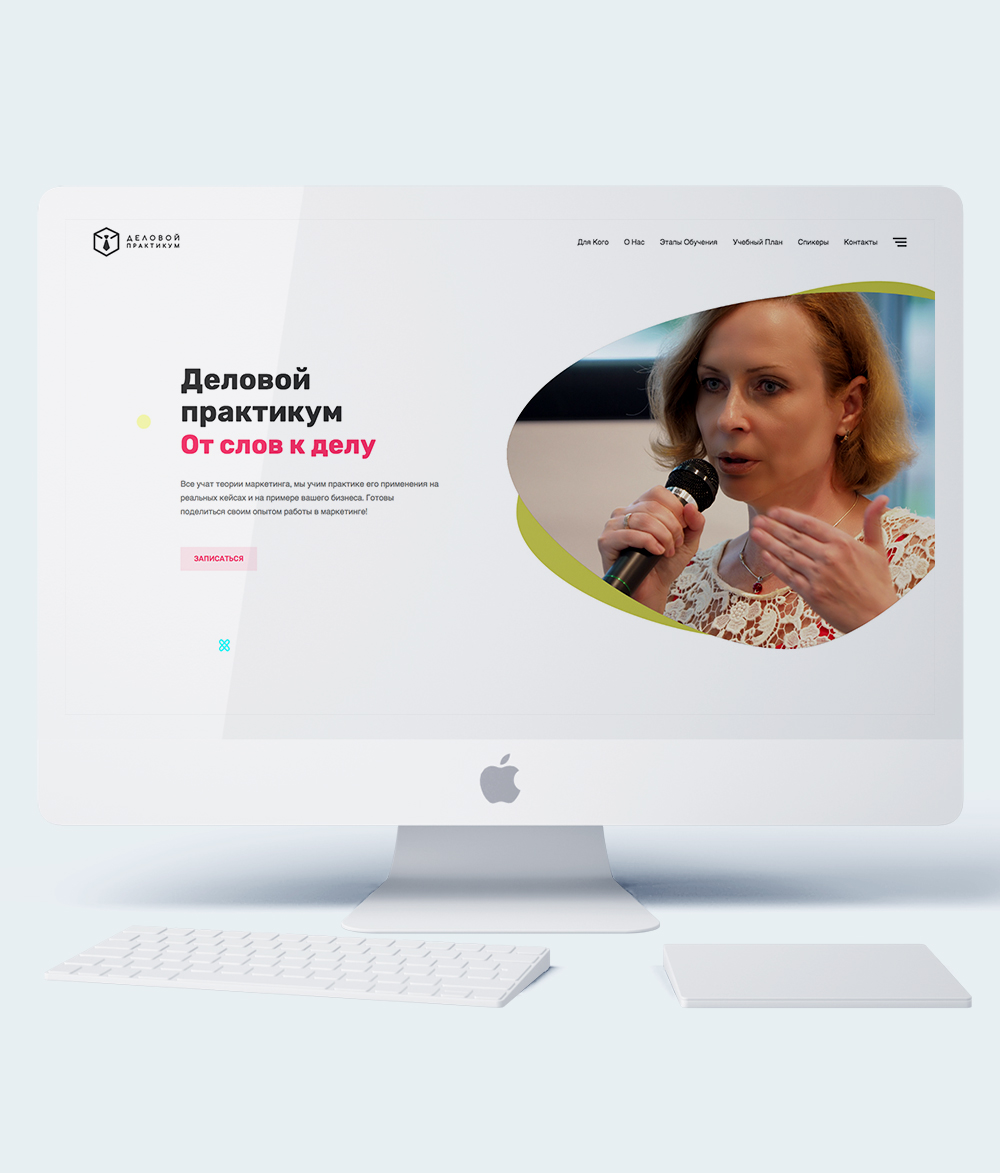 ДЕЛОВОЙ
ПРАКТИКУМ
Для Кого О Нас Этапы Обучения Учебный План Спикеры Контакты
Деловой
практикум
От слов к делу
Все учат теории маркетинга, мы учим практике его применения на
реальных кейсах и на примере вашего бизнеса. Готовы
поделиться своим опытом работы в маркетинге!
ЗАПИСАТЬСЯ